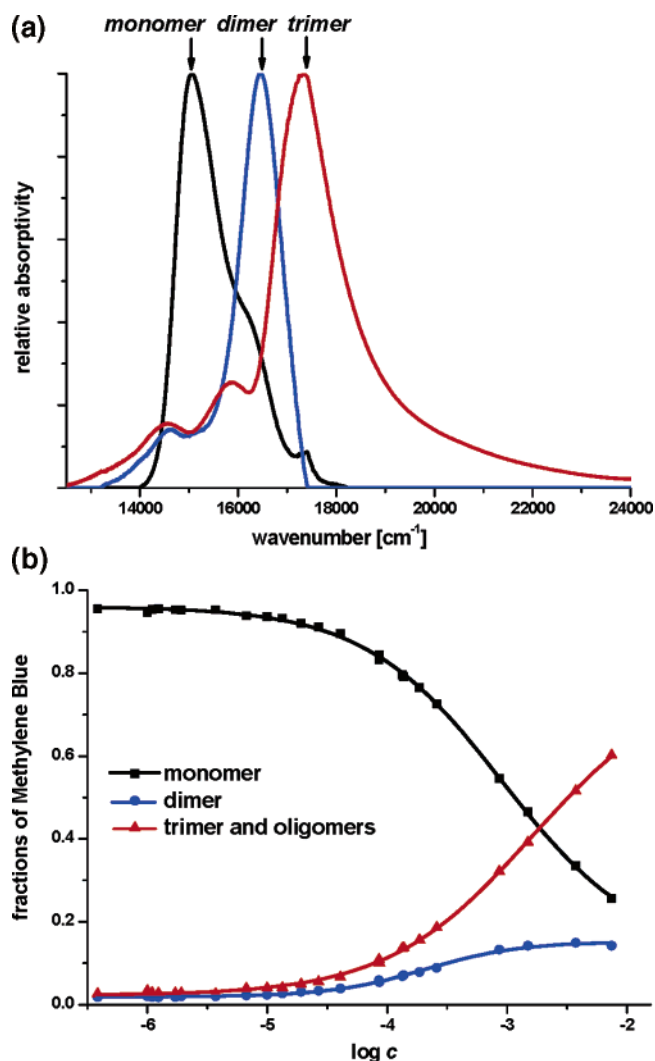 (a)
monomer dimer trimer
relative absorptivity
14000 16000 18000 20000 22000 24000
wavenumber [cm⁻¹]
(b)
1.0
0.8
0.6
0.4
0.2
0.0
fractions of Methylene Blue
monomer
dimer
trimer and oligomers
-6 -5 -4 -3 -2
log c